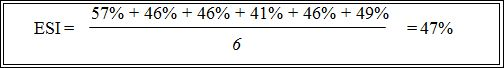 57% + 46% + 46% + 41% + 46% + 49%
ESI = = 47%
6